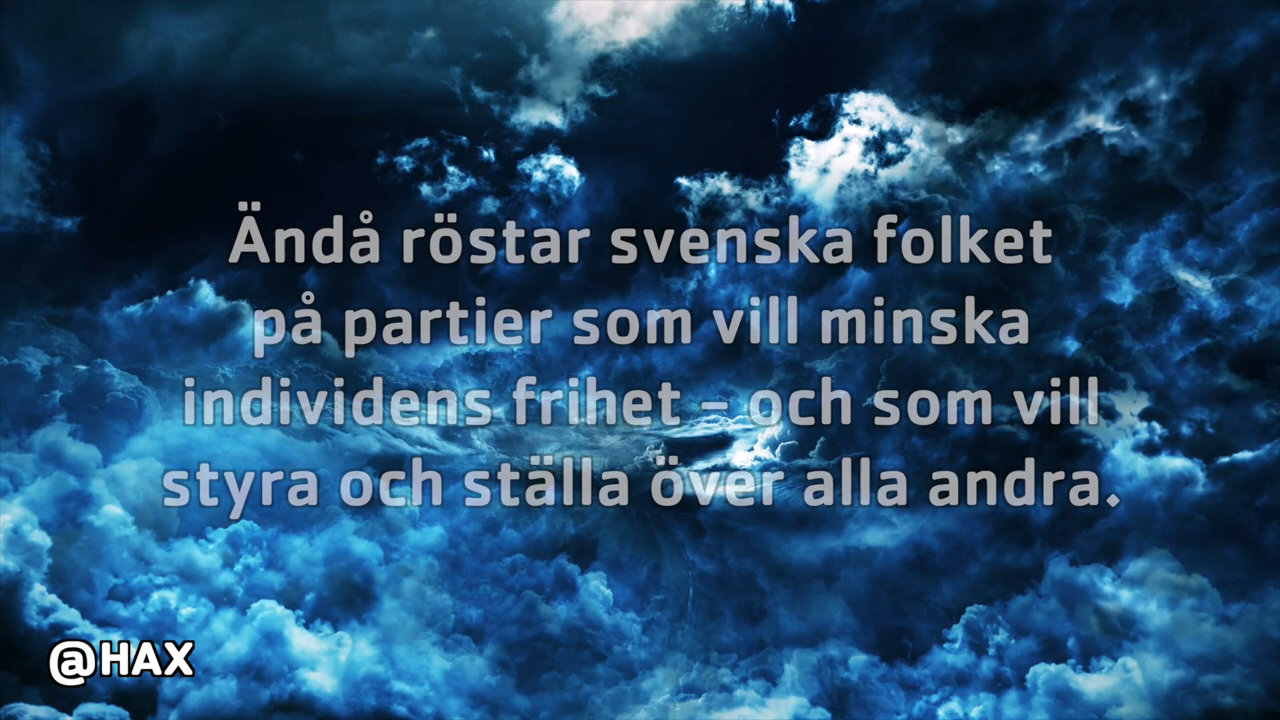 Ändå röstar svenska folket
på partier som vill minska
individens frihet – och som vill
styra och ställa över alla andra.
@HAX